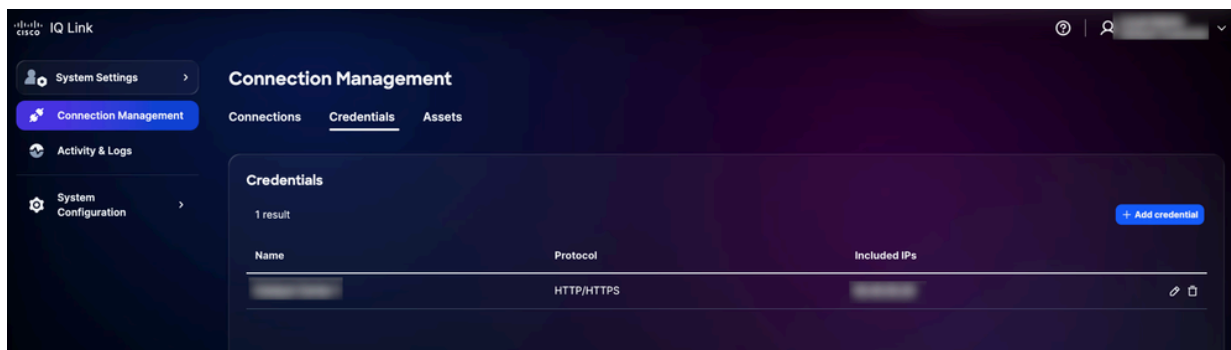 cisco IQ Link
System Settings
Connection Management
Activity & Logs
System
Configuration
Connection Management
Connections Credentials Assets
Credentials
1 result
+ Add credential
Name Protocol Included IPs
HTTP/HTTPS